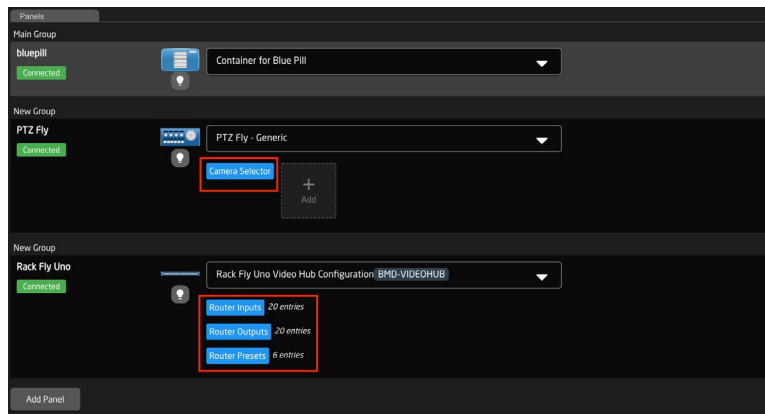 Panels
Main Group
bluepill
Connected
Container for Blue Pill
New Group
PTZ Fly
Connected
PTZ Fly - Generic
Camera Selector
+
Add
New Group
Rack Fly Uno
Connected
Rack Fly Uno Video Hub Configuration BMD-VIDEOHUB
Router Inputs 20 entries
Router Outputs 20 entries
Router Presets 6 entries
Add Panel